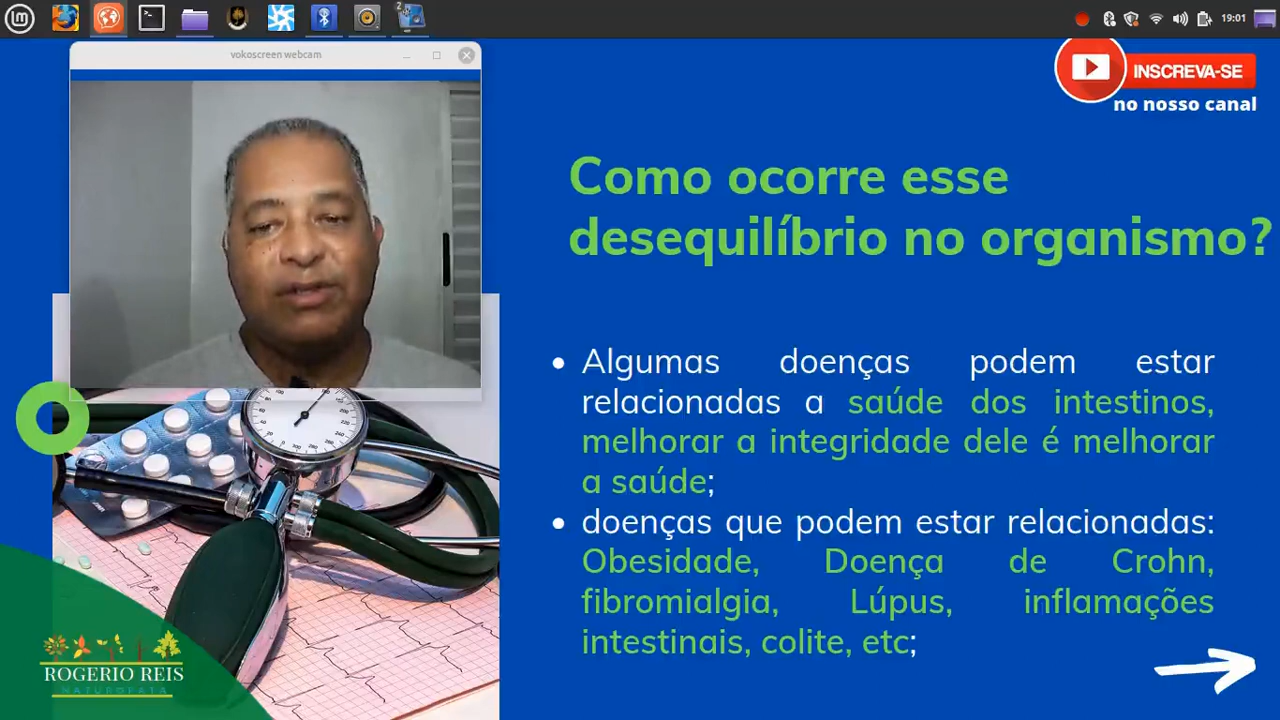 19:01
vokoscreen webcam
INSCREVA-SE
no nosso canal
Como ocorre esse
desequilíbrio no organismo?
• Algumas doenças podem estar
relacionadas a saúde dos intestinos,
melhorar a integridade dele é melhorar
a saúde;
• doenças que podem estar relacionadas:
Obesidade, Doença de Crohn,
fibromialgia, Lúpus, inflamações
intestinais, colite, etc;
ROGERIO REIS
NATUROPATA